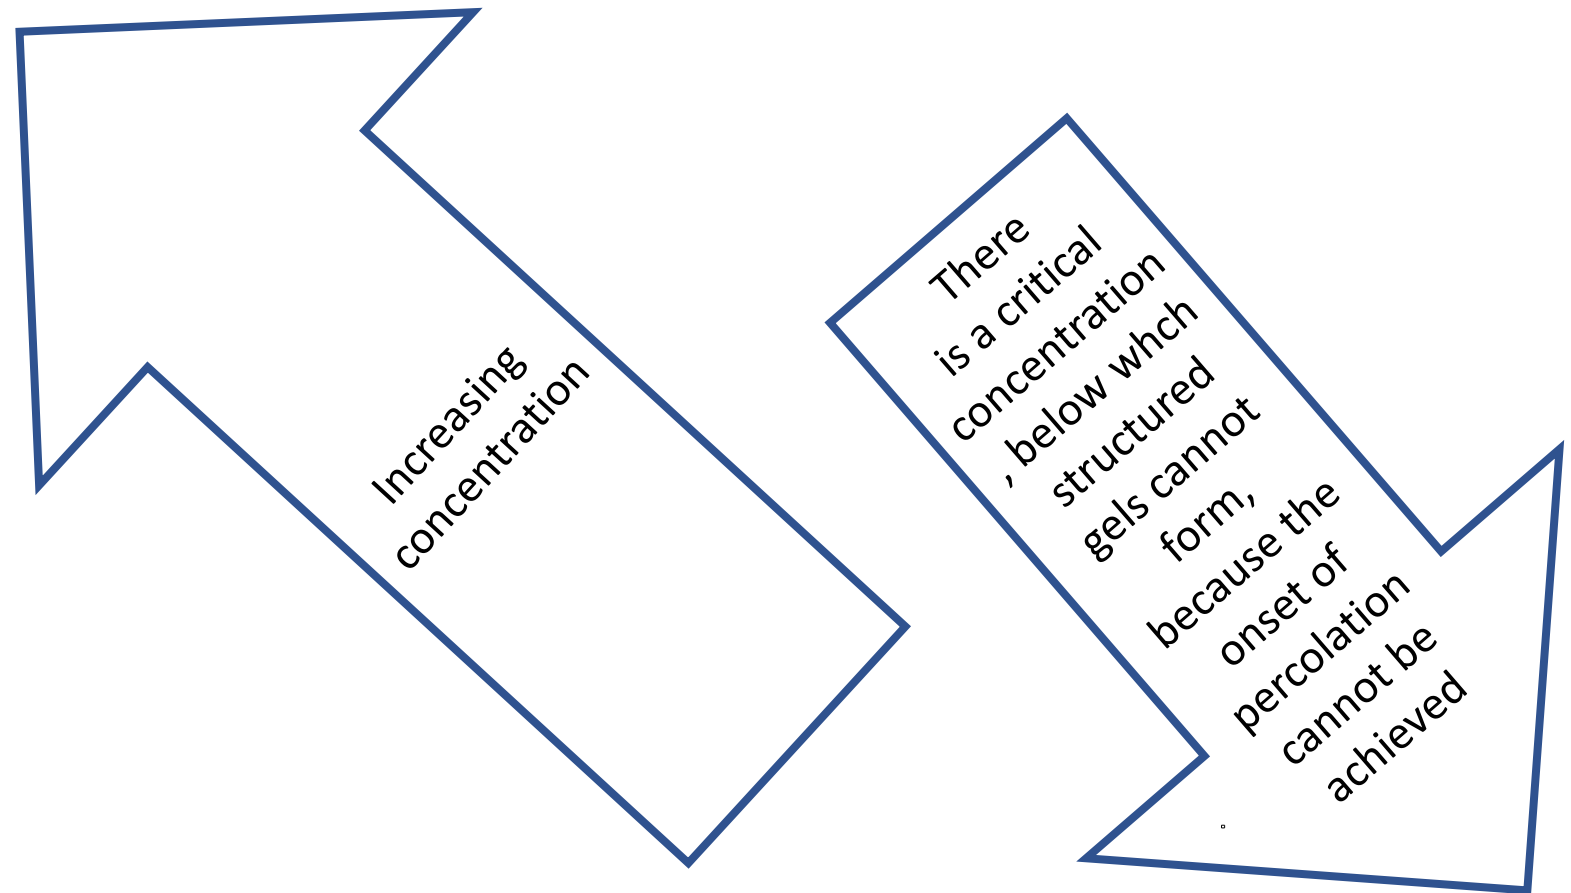 Increasing
concentration
There
is a critical
concentration
, below whch
structured
gels cannot
form,
because the
onset of
percolation
cannot be
achieved